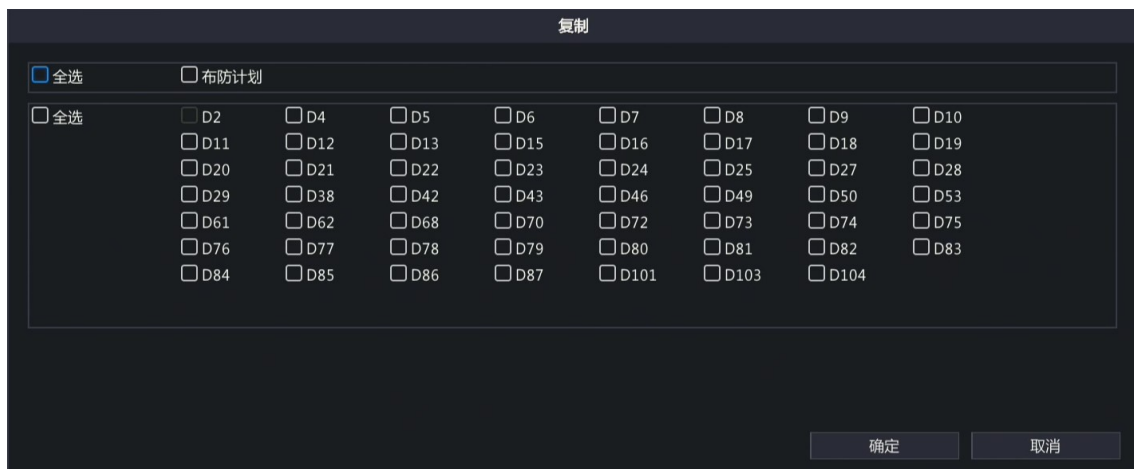 复制
全选 布防计划
全选 D2 D4 D5 D6 D7 D8 D9 D10
D11 D12 D13 D15 D16 D17 D18 D19
D20 D21 D22 D23 D24 D25 D27 D28
D29 D38 D42 D43 D46 D49 D50 D53
D61 D62 D68 D70 D72 D73 D74 D75
D76 D77 D78 D79 D80 D81 D82 D83
D84 D85 D86 D87 D101 D103 D104
确定 取消